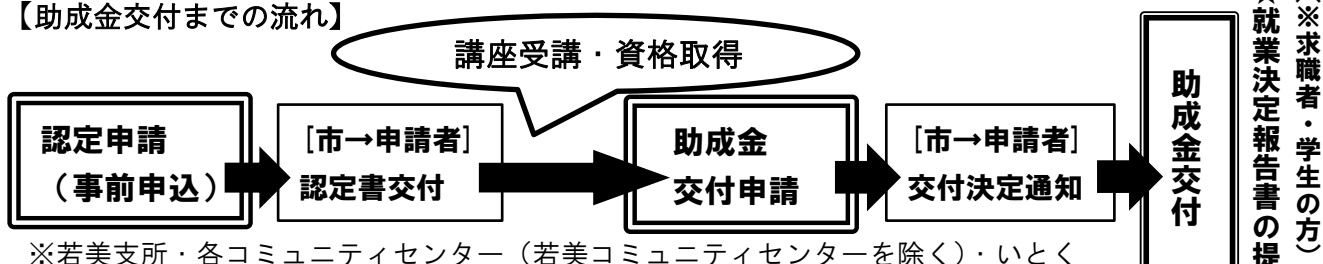 【助成金交付までの流れ】
講座受講・資格取得
認定申請
（事前申込）
[市→申請者]
認定書交付
助成金
交付申請
[市→申請者]
交付決定通知
助成金交付
※求職者・学生の方）
就業決定報告書の提
※若美支所・各コミュニティセンター（若美コミュニティセンターを除く）・いとく